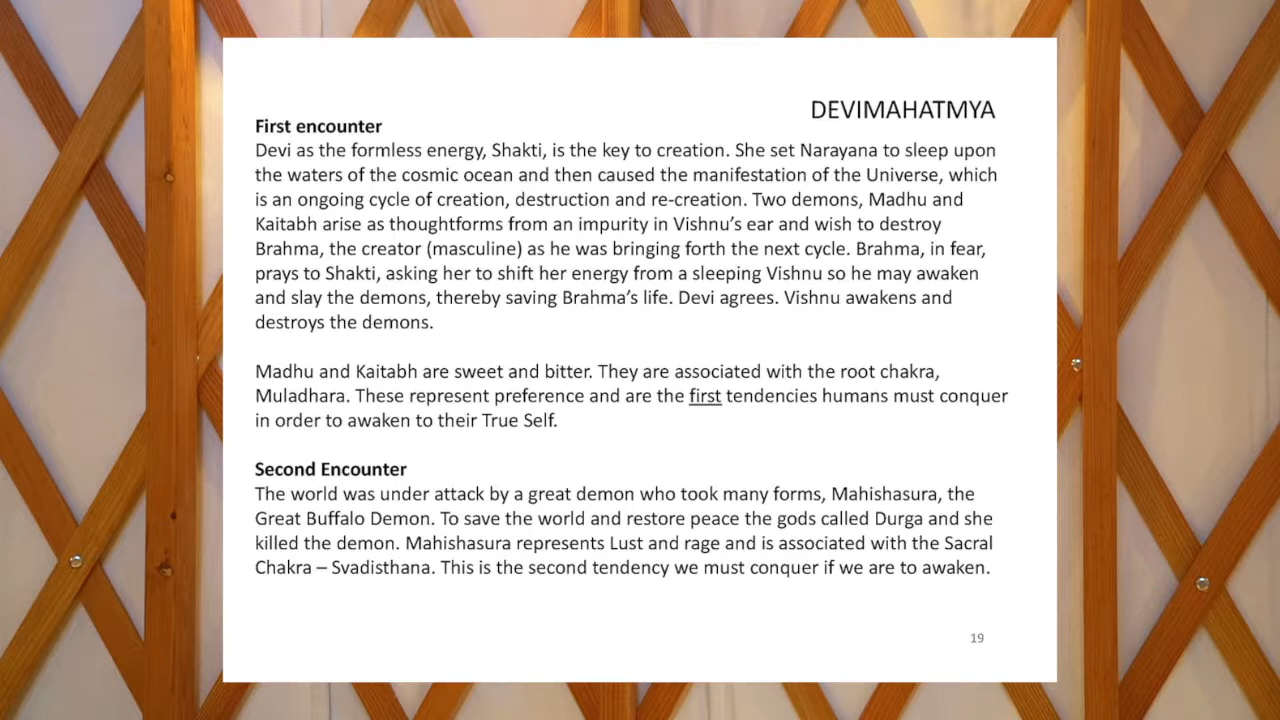 DEVIMAHATMYA
First encounter
Devi as the formless energy, Shakti, is the key to creation. She set Narayana to sleep upon
the waters of the cosmic ocean and then caused the manifestation of the Universe, which
is an ongoing cycle of creation, destruction and re-creation. Two demons, Madhu and
Kaitabh arise as thoughtforms from an impurity in Vishnu’s ear and wish to destroy
Brahma, the creator (masculine) as he was bringing forth the next cycle. Brahma, in fear,
prays to Shakti, asking her to shift her energy from a sleeping Vishnu so he may awaken
and slay the demons, thereby saving Brahma’s life. Devi agrees. Vishnu awakens and
destroys the demons.
Madhu and Kaitabh are sweet and bitter. They are associated with the root chakra,
Muladhara. These represent preference and are the first tendencies humans must conquer
in order to awaken to their True Self.
Second Encounter
The world was under attack by a great demon who took many forms, Mahishasura, the
Great Buffalo Demon. To save the world and restore peace the gods called Durga and she
killed the demon. Mahishasura represents Lust and rage and is associated with the Sacral
Chakra – Svadisthana. This is the second tendency we must conquer if we are to awaken.
19